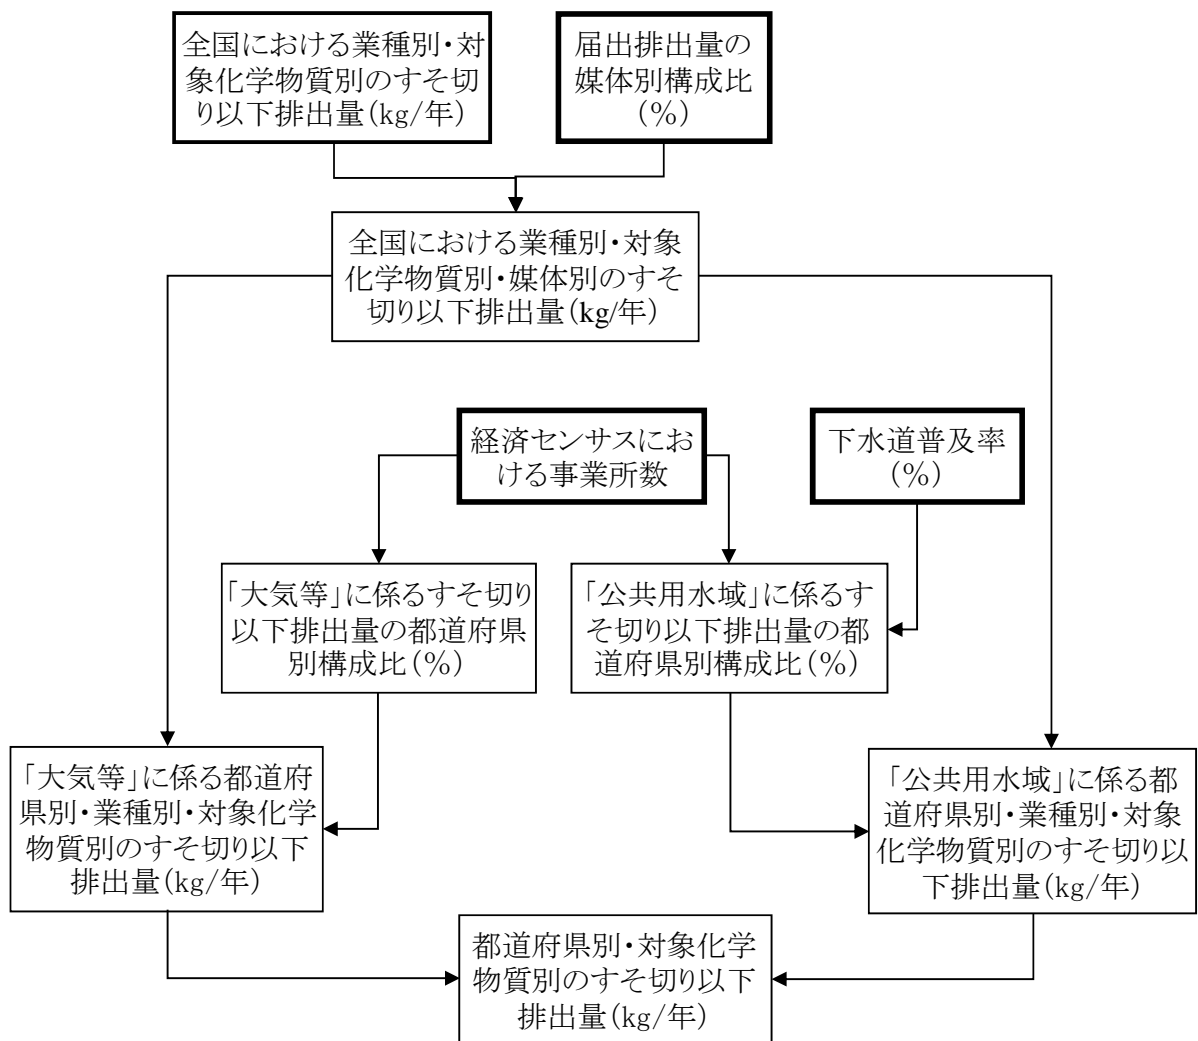 全国における業種別・対
象化学物質別のすそ切
り以下排出量(kg/年)
届出排出量の
媒体別構成比
(%)
全国における業種別・対象
化学物質別・媒体別のすそ
切り以下排出量(kg/年)
経済センサスにお
ける事業所数
下水道普及率
(%)
「大気等」に係るすそ切り
以下排出量の都道府県
別構成比(%)
「公共用水域」に係るす
そ切り以下排出量の都
道府県別構成比(%)
「大気等」に係る都道府
県別・業種別・対象化学
物質別のすそ切り以下
排出量(kg/年)
「公共用水域」に係る都
道府県別・業種別・対象
化学物質別のすそ切り以
下排出量(kg/年)
都道府県別・対象化学
物質別のすそ切り以下
排出量(kg/年)